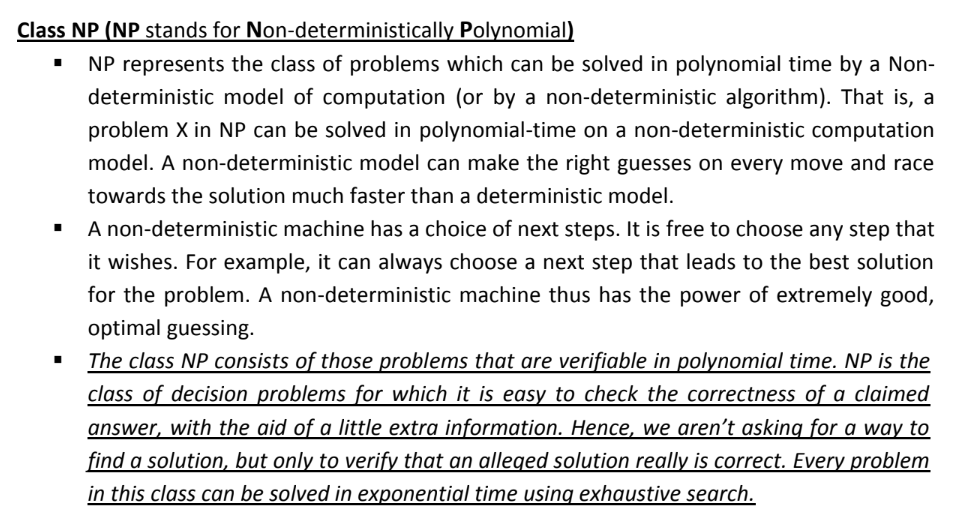 Class NP (NP stands for Non-deterministically Polynomial)
▪ NP represents the class of problems which can be solved in polynomial time by a Non-
deterministic model of computation (or by a non-deterministic algorithm). That is, a
problem X in NP can be solved in polynomial-time on a non-deterministic computation
model. A non-deterministic model can make the right guesses on every move and race
towards the solution much faster than a deterministic model.
▪ A non-deterministic machine has a choice of next steps. It is free to choose any step that
it wishes. For example, it can always choose a next step that leads to the best solution
for the problem. A non-deterministic machine thus has the power of extremely good,
optimal guessing.
▪ The class NP consists of those problems that are verifiable in polynomial time. NP is the
class of decision problems for which it is easy to check the correctness of a claimed
answer, with the aid of a little extra information. Hence, we aren’t asking for a way to
find a solution, but only to verify that an alleged solution really is correct. Every problem
in this class can be solved in exponential time using exhaustive search.